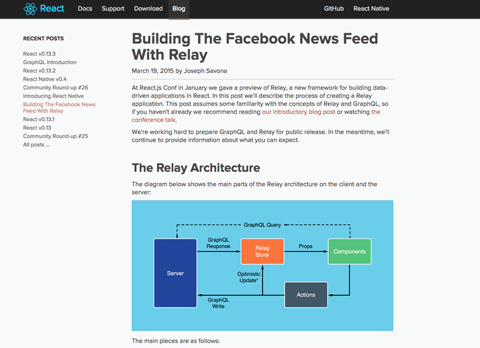 React
Docs
Support
Download
Blog
GitHub
React Native
RECENT POSTS
React v0.13.3
GraphQL Introduction
React v0.13.2
React Native v0.4
Community Round-up #26
Introducing React Native
Building The Facebook News
Feed With Relay
React v0.13.1
React v0.13
Community Round-up #25
All posts ...
Building The Facebook News Feed
With Relay
March 19, 2015 by Joseph Savona
At React.js Conf in January we gave a preview of Relay, a new framework for building data-
driven applications in React. In this post we'll describe the process of creating a Relay
application. This post assumes some familiarity with the concepts of Relay and GraphQL, so
if you haven't already we recommend reading our introductory blog post or watching
the conference talk.
We're working hard to prepare GraphQL and Relay for public release. In the meantime, we'll
continue to provide information about what you can expect.
The Relay Architecture
The diagram below shows the main parts of the Relay architecture on the client and the
server:
GraphQL Query
GraphQL
Response
Relay
Store
Props
Components
Server
Optimistic
Update*
Actions
GraphQL
Write
The main pieces are as follows: